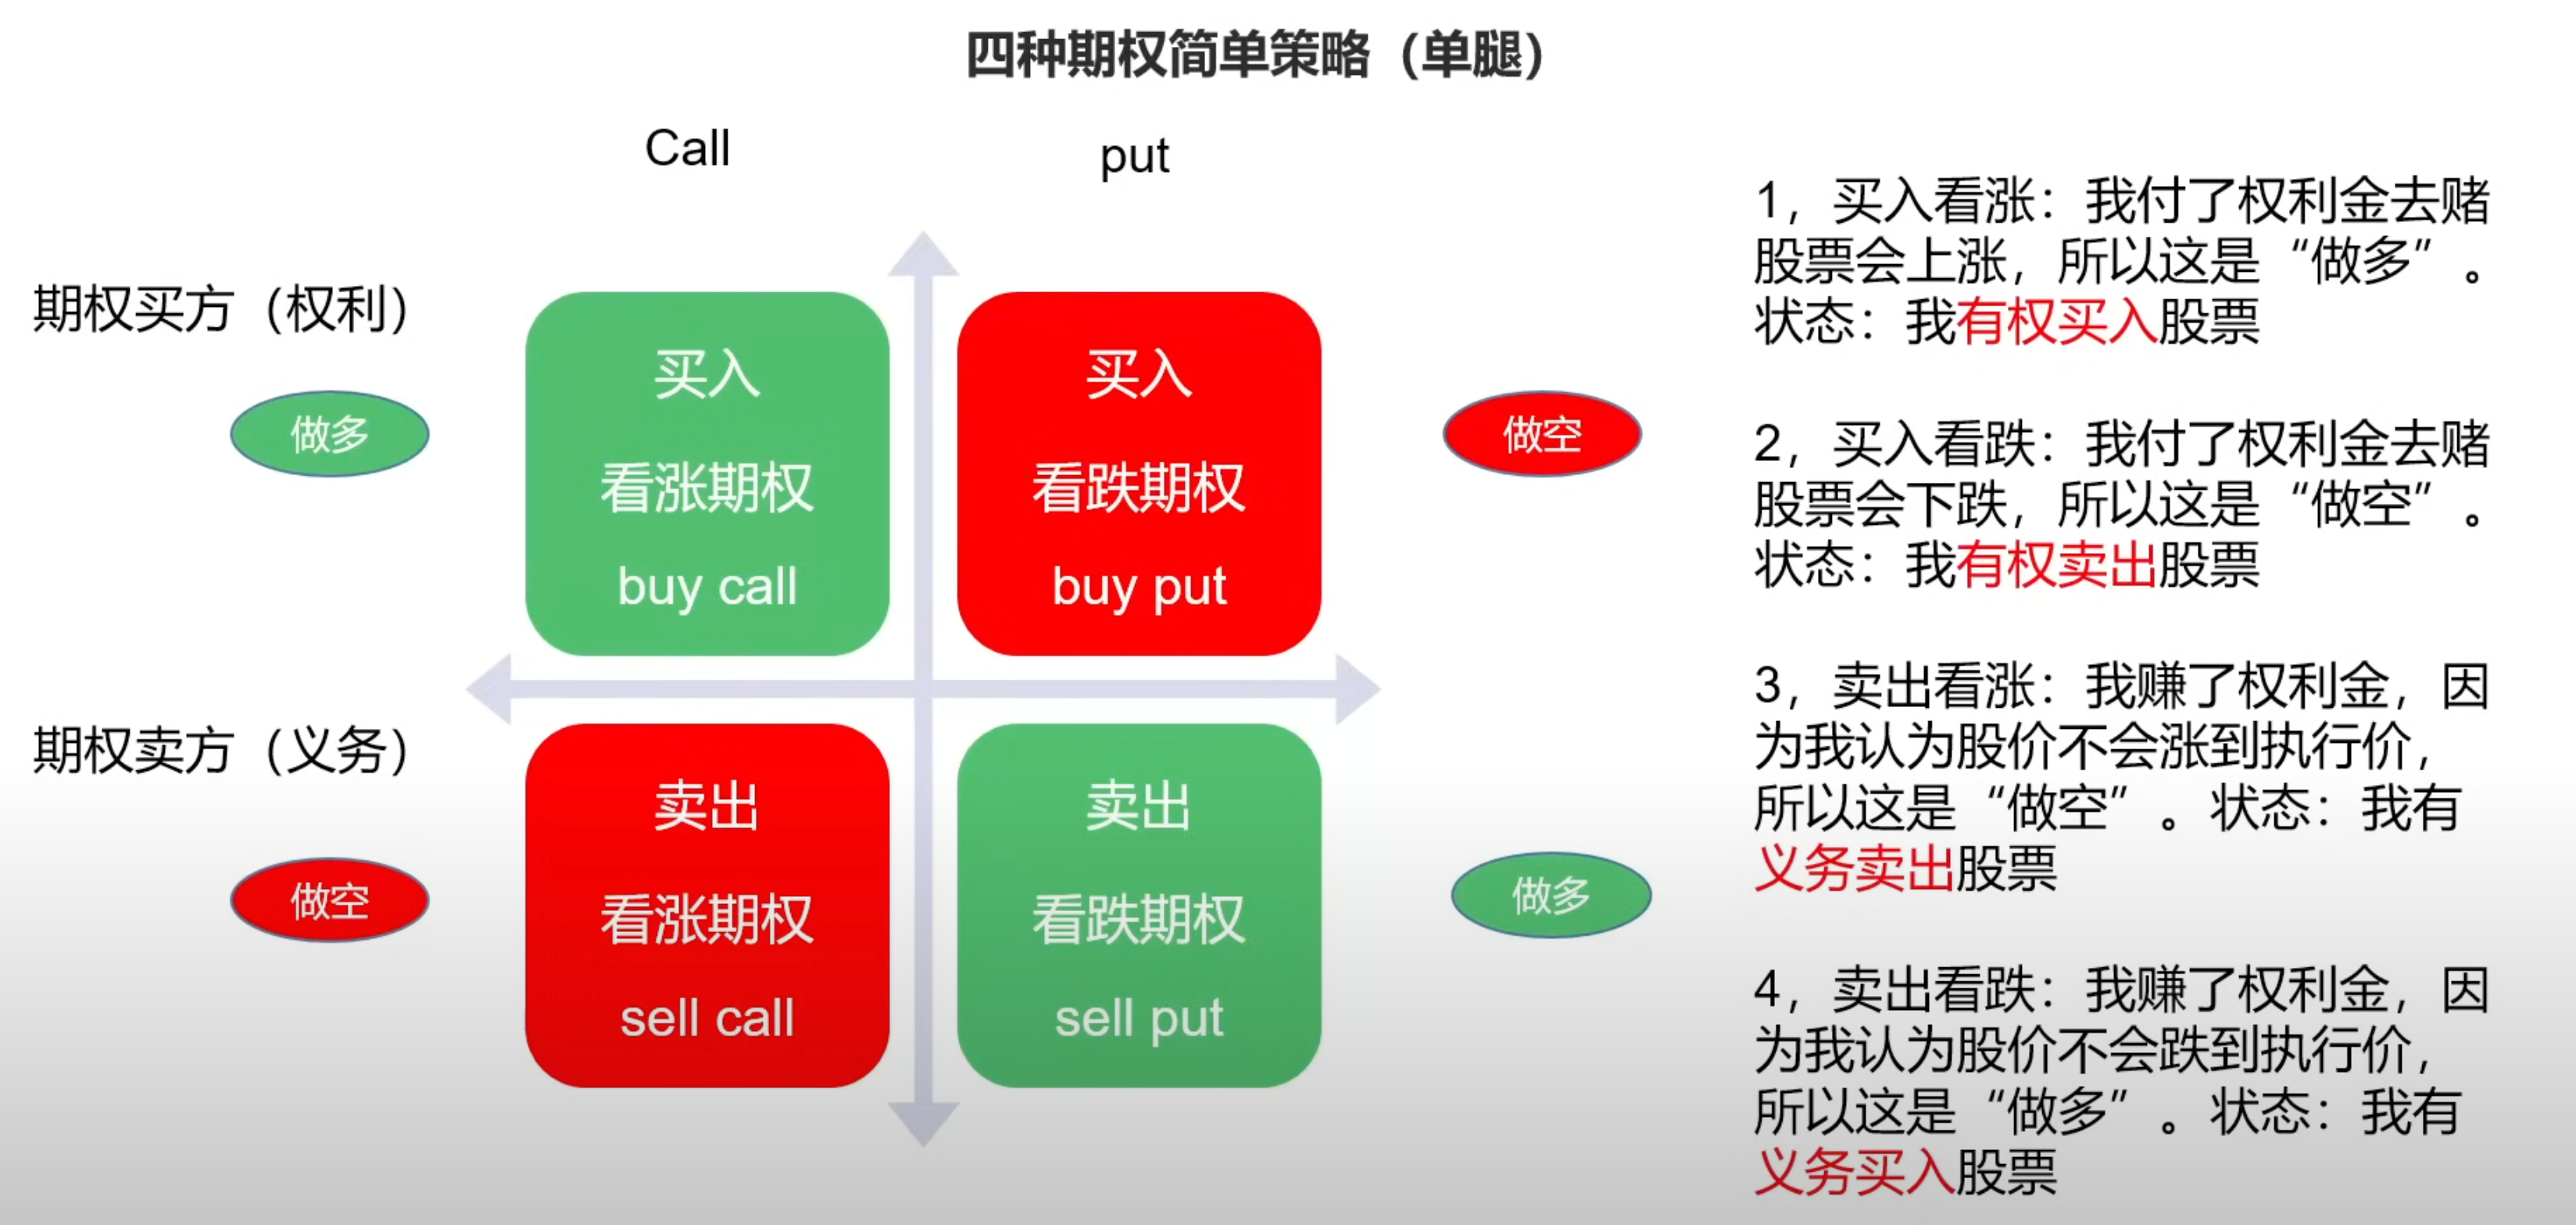 四种期权简单策略（单腿）
Call
put
期权买方（权利）
做多
买入
看涨期权
buy call
买入
看跌期权
buy put
做空
期权卖方（义务）
做空
卖出
看涨期权
sell call
卖出
看跌期权
sell put
做多
1，买入看涨：我付了权利金去赌
股票会上涨，所以这是“做多”。
状态：我有权买入股票
2，买入看跌：我付了权利金去赌
股票会下跌，所以这是“做空”。
状态：我有权卖出股票
3，卖出看涨：我赚了权利金，因
为我认为股价不会涨到执行价，
所以这是“做空”。状态：我有
义务卖出股票
4，卖出看跌：我赚了权利金，因
为我认为股价不会跌到执行价，
所以这是“做多”。状态：我有
义务买入股票